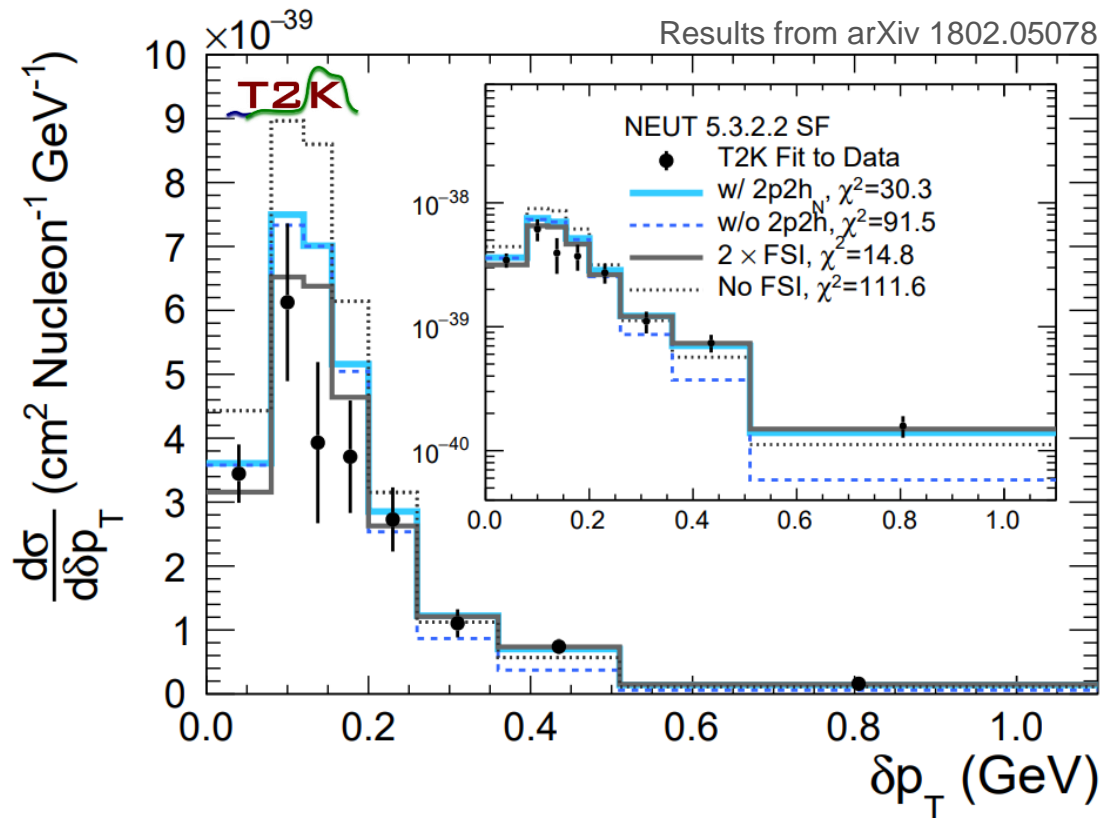 ×10⁻³⁹
Results from arXiv 1802.05078
T2K
NEUT 5.3.2.2 SF
T2K Fit to Data
w/ 2p2h_N, χ²=30.3
w/o 2p2h, χ²=91.5
2 × FSI, χ²=14.8
No FSI, χ²=111.6
10⁻³⁸
10⁻³⁹
10⁻⁴⁰
0.0 0.2 0.4 0.6 0.8 1.0
10
9
8
7
6
5
4
3
2
1
0
0.0 0.2 0.4 0.6 0.8 1.0
δp_T (GeV)
dσ/dδp_T (cm² Nucleon⁻¹ GeV⁻¹)